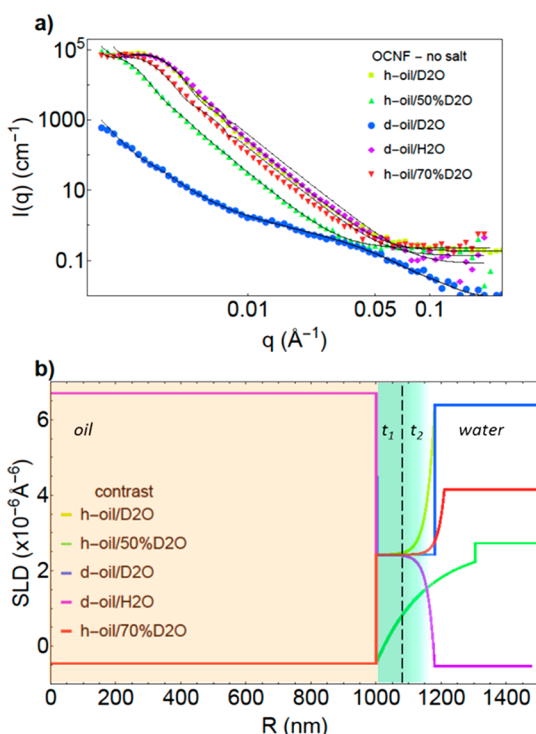 a)
OCNF – no salt
h-oil/D2O
h-oil/50%D2O
d-oil/D2O
d-oil/H2O
h-oil/70%D2O
10⁵
1000
10
0.1
I(q) (cm⁻¹)
0.01 0.05 0.1
q (Å⁻¹)
b)
oil t₁ t₂ water
contrast
h-oil/D2O
h-oil/50%D2O
d-oil/D2O
d-oil/H2O
h-oil/70%D2O
6
4
2
0
SLD (x10⁻⁶Å⁻⁶)
0 200 400 600 800 1000 1200 1400
R (nm)